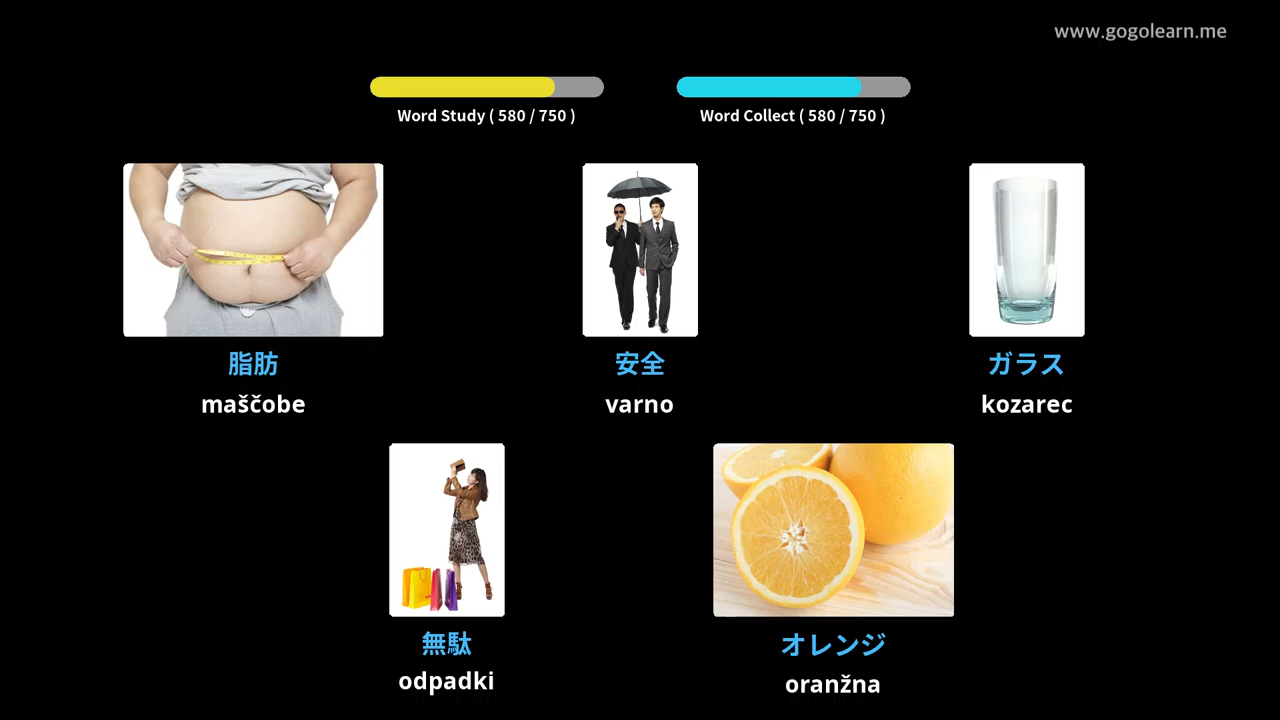 www.gogolearn.me
Word Study ( 580 / 750 )
Word Collect ( 580 / 750 )
脂肪
maščobe
安全
varno
ガラス
kozarec
無駄
odpadki
オレンジ
oranžna